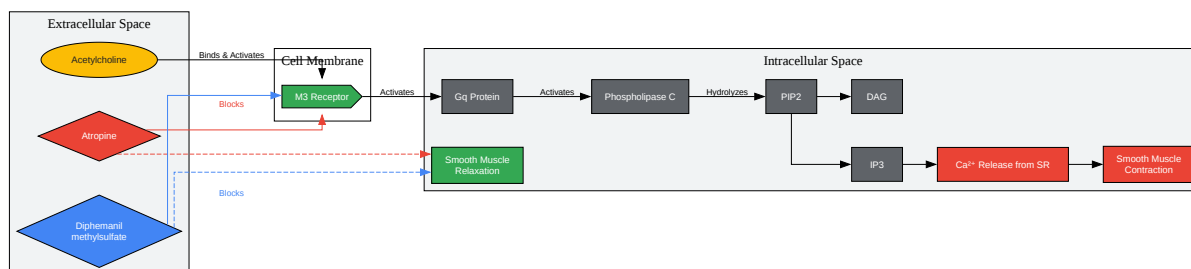 Extracellular Space
Acetylcholine
Binds & Activates
Cell Membrane
M3 Receptor
Blocks
Atropine
Blocks
Diphemanil
methylsulfate
Intracellular Space
Activates
Gq Protein
Activates
Phospholipase C
Hydrolyzes
PIP2
DAG
IP3
Ca²⁺ Release from SR
Smooth Muscle
Contraction
Smooth Muscle
Relaxation